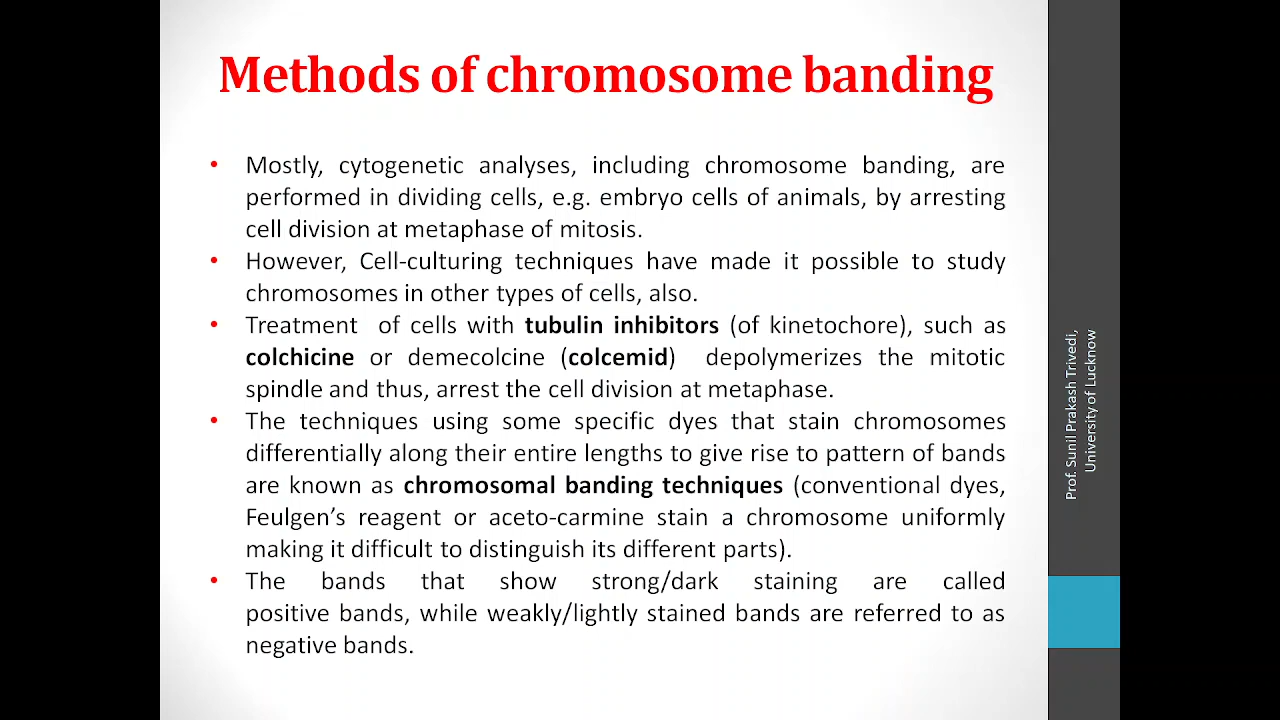 Methods of chromosome banding
• Mostly, cytogenetic analyses, including chromosome banding, are
performed in dividing cells, e.g. embryo cells of animals, by arresting
cell division at metaphase of mitosis.
• However, Cell-culturing techniques have made it possible to study
chromosomes in other types of cells, also.
• Treatment of cells with tubulin inhibitors (of kinetochore), such as
colchicine or demecolcine (colcemid) depolymerizes the mitotic
spindle and thus, arrest the cell division at metaphase.
• The techniques using some specific dyes that stain chromosomes
differentially along their entire lengths to give rise to pattern of bands
are known as chromosomal banding techniques (conventional dyes,
Feulgen’s reagent or aceto-carmine stain a chromosome uniformly
making it difficult to distinguish its different parts).
• The bands that show strong/dark staining are called
positive bands, while weakly/lightly stained bands are referred to as
negative bands.
Prof. Sunil Prakash Trivedi,
University of Lucknow